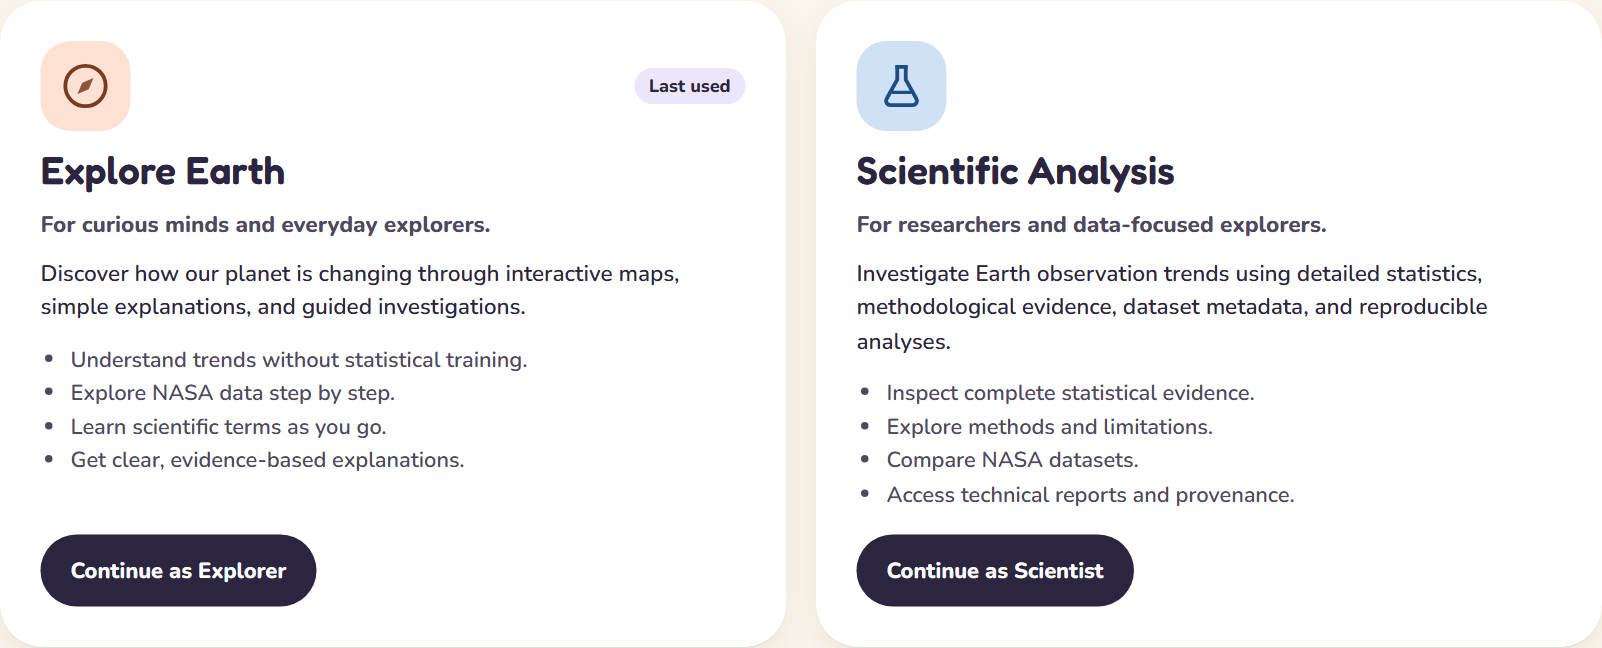 Last used
Explore Earth
For curious minds and everyday explorers.
Discover how our planet is changing through interactive maps,
simple explanations, and guided investigations.
• Understand trends without statistical training.
• Explore NASA data step by step.
• Learn scientific terms as you go.
• Get clear, evidence-based explanations.
Continue as Explorer
Scientific Analysis
For researchers and data-focused explorers.
Investigate Earth observation trends using detailed statistics,
methodological evidence, dataset metadata, and reproducible
analyses.
• Inspect complete statistical evidence.
• Explore methods and limitations.
• Compare NASA datasets.
• Access technical reports and provenance.
Continue as Scientist